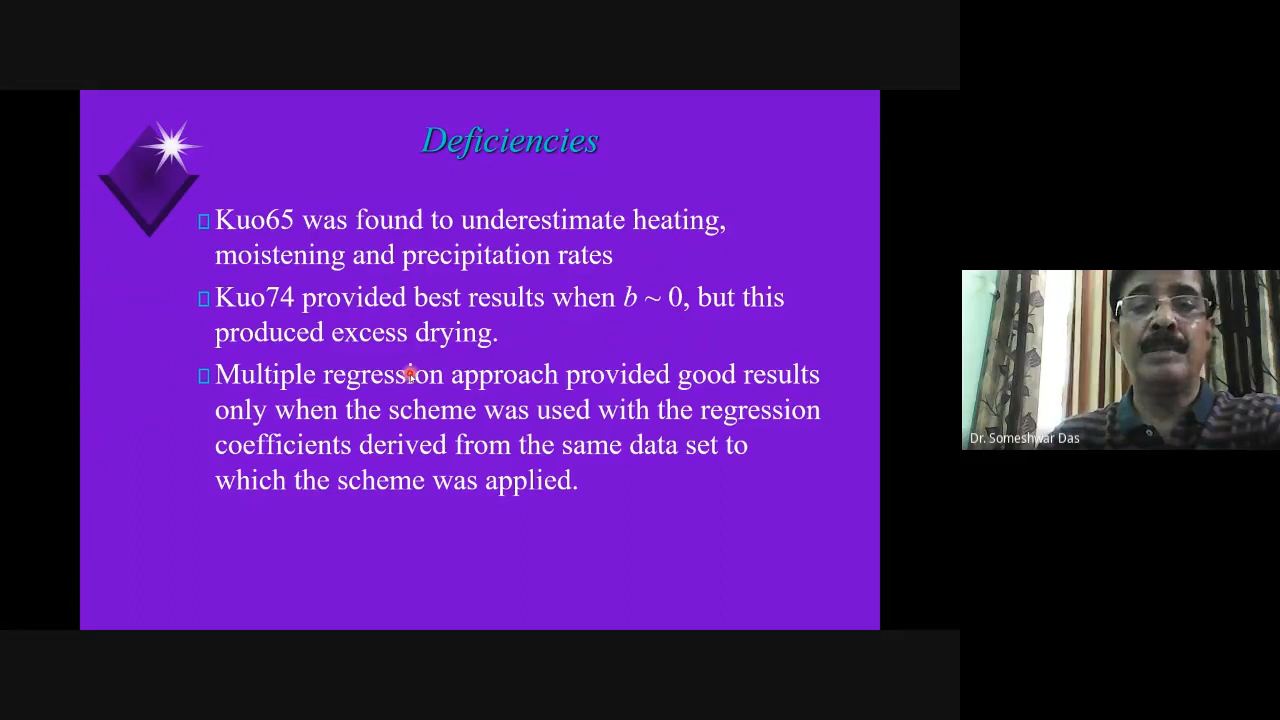 Deficiencies
Kuo65 was found to underestimate heating,
moistening and precipitation rates
Kuo74 provided best results when b ~ 0, but this
produced excess drying.
Multiple regression approach provided good results
only when the scheme was used with the regression
coefficients derived from the same data set to
which the scheme was applied.
Dr. Someshwar Das